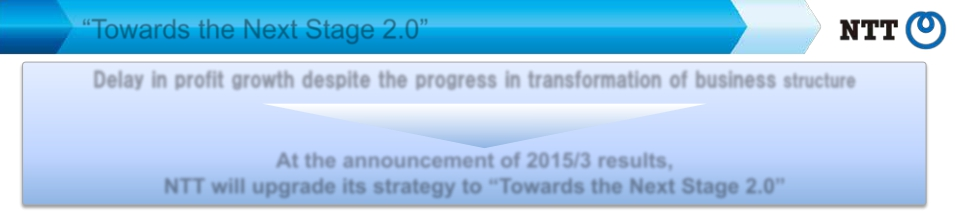 “Towards the Next Stage 2.0”
NTT
Delay in profit growth despite the progress in transformation of business structure
At the announcement of 2015/3 results,
NTT will upgrade its strategy to “Towards the Next Stage 2.0”